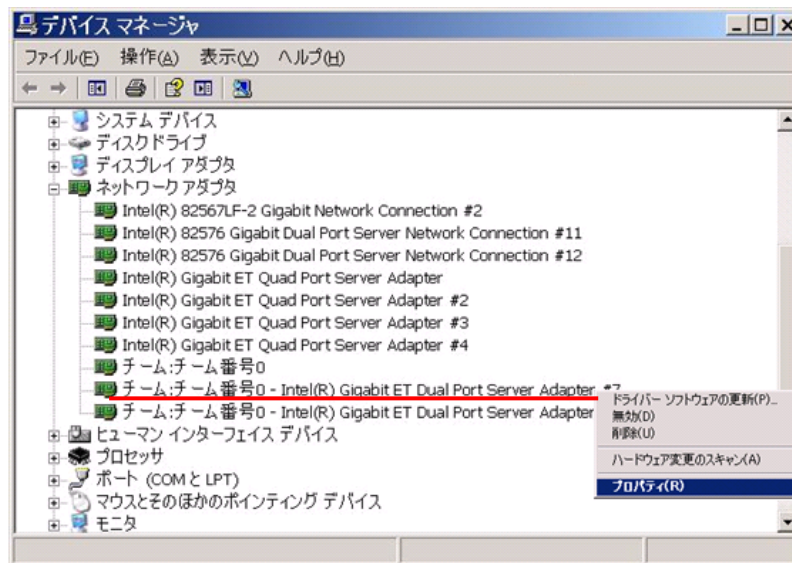 デバイス マネージャ
ファイル(F) 操作(A) 表示(V) ヘルプ(H)
システム デバイス
ディスク ドライブ
ディスプレイ アダプタ
ネットワーク アダプタ
Intel(R) 82567LF-2 Gigabit Network Connection #2
Intel(R) 82576 Gigabit Dual Port Server Network Connection #11
Intel(R) 82576 Gigabit Dual Port Server Network Connection #12
Intel(R) Gigabit ET Quad Port Server Adapter
Intel(R) Gigabit ET Quad Port Server Adapter #2
Intel(R) Gigabit ET Quad Port Server Adapter #3
Intel(R) Gigabit ET Quad Port Server Adapter #4
チーム:チーム番号0
チーム:チーム番号0 - Intel(R) Gigabit ET Dual Port Server Adapter #7
チーム:チーム番号0 - Intel(R) Gigabit ET Dual Port Server Adapter
ヒューマン インターフェイス デバイス
プロセッサ
ポート (COM と LPT)
マウスとそのほかのポインティング デバイス
モニタ
ドライバー ソフトウェアの更新(P)...
無効(D)
削除(U)
ハードウェア変更のスキャン(A)
プロパティ(R)